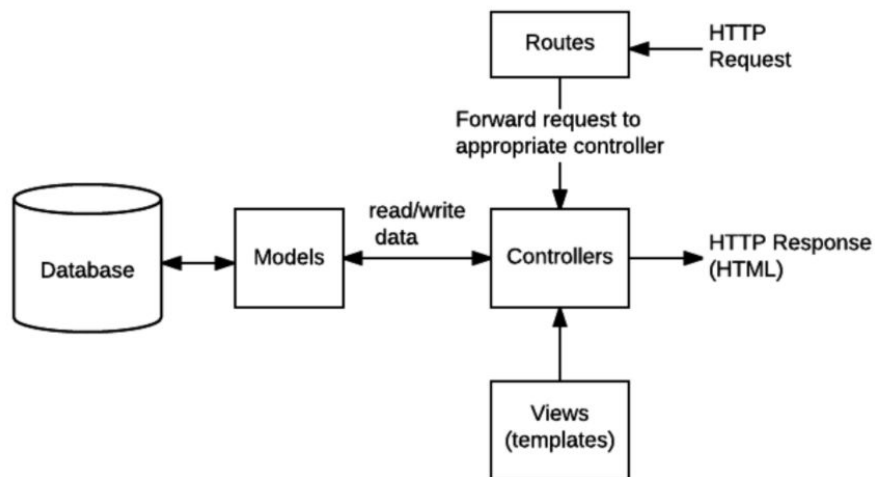 Routes
HTTP
Request
Forward request to
appropriate controller
read/write
data
Database
Models
Controllers
HTTP Response
(HTML)
Views
(templates)